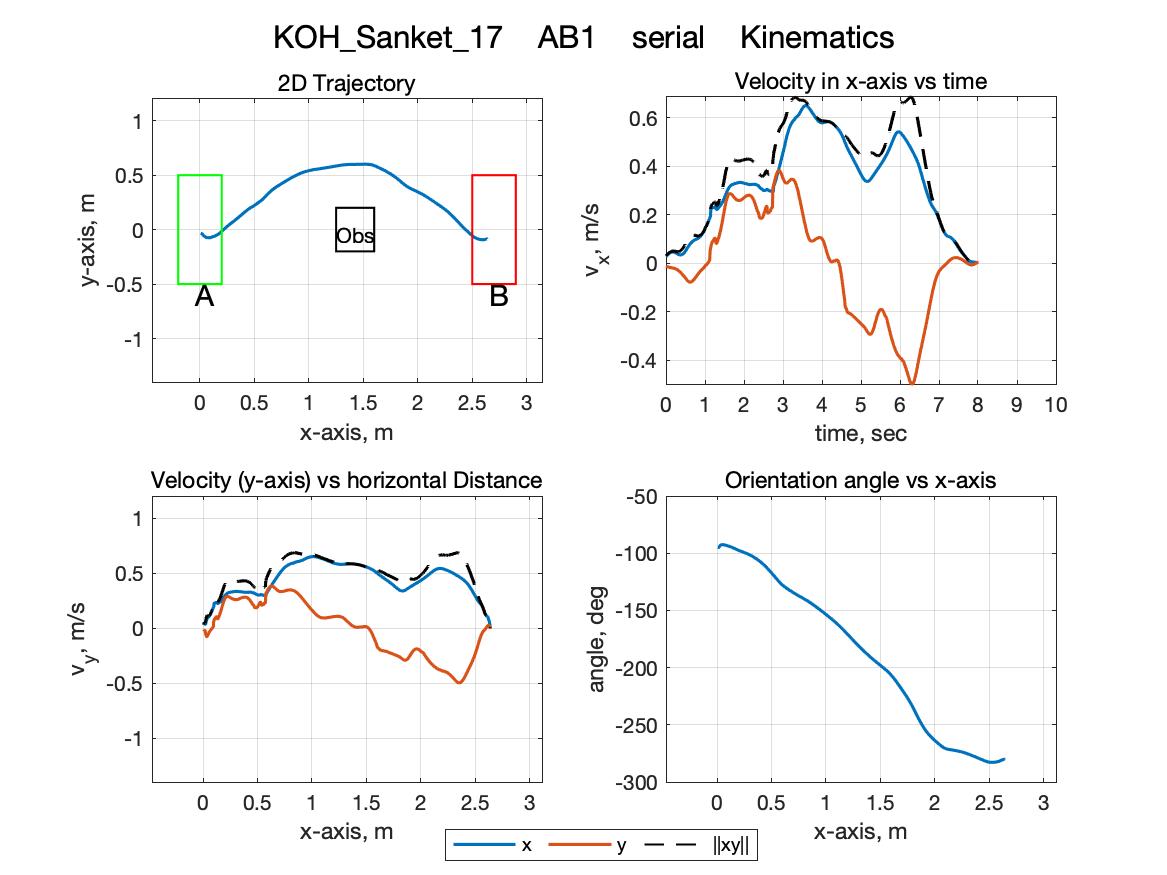 KOH_Sanket_17 AB1 serial Kinematics
2D Trajectory
1
0.5
0
-0.5
-1
y-axis, m
Obs
A
B
0 0.5 1 1.5 2 2.5 3
x-axis, m
Velocity in x-axis vs time
0.6
0.4
0.2
0
-0.2
-0.4
vx, m/s
0 1 2 3 4 5 6 7 8 9 10
time, sec
Velocity (y-axis) vs horizontal Distance
1
0.5
0
-0.5
-1
vy, m/s
0 0.5 1 1.5 2 2.5 3
x-axis, m
Orientation angle vs x-axis
-50
-100
-150
-200
-250
-300
angle, deg
0 0.5 1 1.5 2 2.5 3
x-axis, m
x y ||xy||